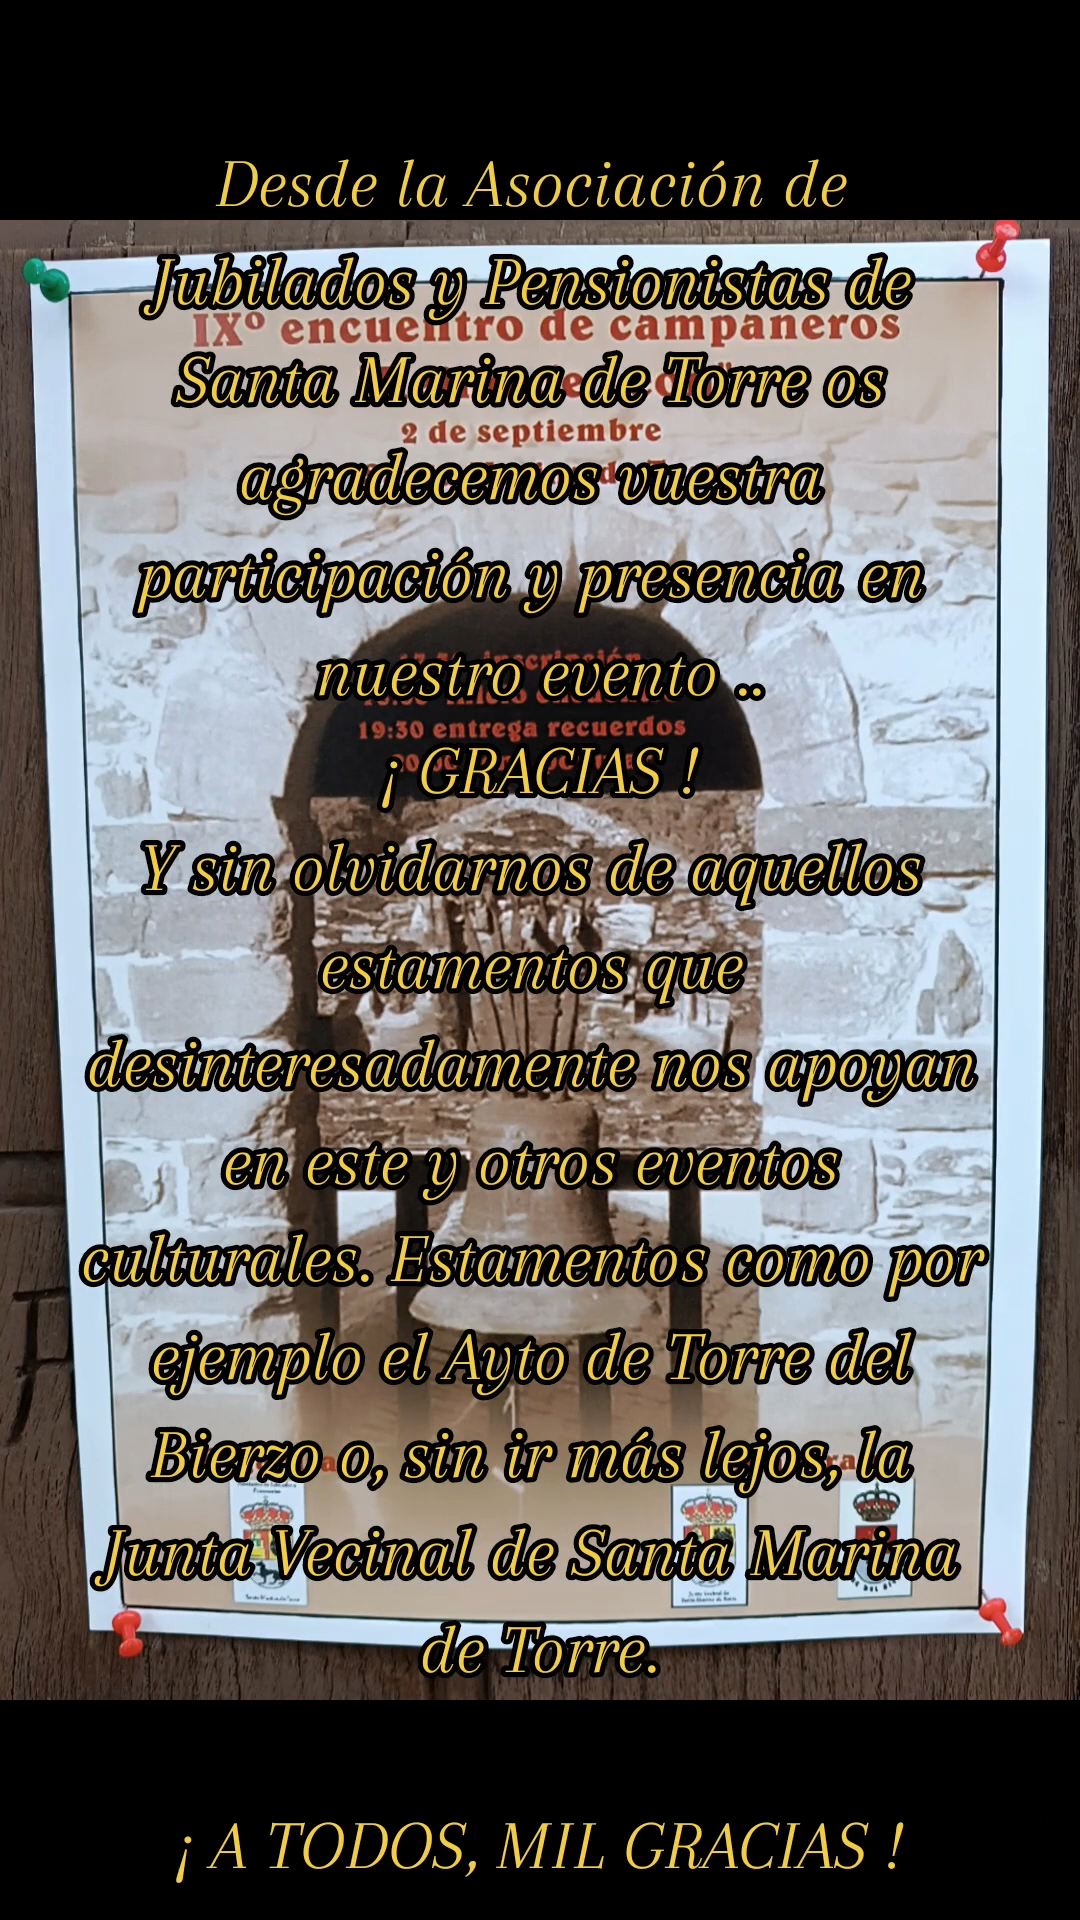 Desde la Asociación de
Jubilados y Pensionistas de
IXº encuentro de campaneros
Santa Marina de Torre os
2 de septiembre
agradecemos vuestra
participación y presencia en
nuestro evento ..
19:30 entrega recuerdos
¡ GRACIAS !
Y sin olvidarnos de aquellos
estamentos que
desinteresadamente nos apoyan
en este y otros eventos
culturales. Estamentos como por
ejemplo el Ayto de Torre del
Bierzo o, sin ir más lejos, la
Junta Vecinal de Santa Marina
de Torre.
¡ A TODOS, MIL GRACIAS !